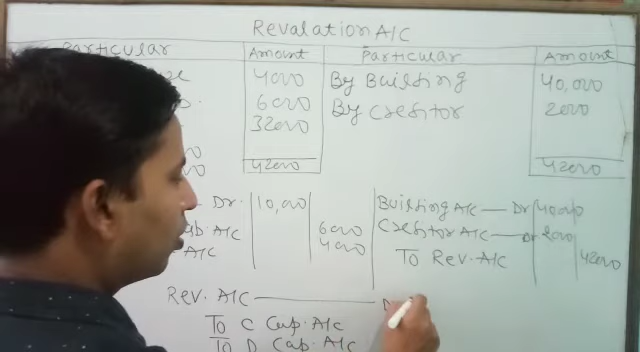 Revalation A/C
Particular Amount Particular Amount
4000 By Building 40,000
6000 By Creditor 2000
32000
42000 42000
Dr. 10,000 Building A/C — Dr 40000
Cap. A/C 6000 Creditor A/C — Dr 2000
A/C 4000 To Rev. A/C 42000
Rev. A/C
To C Cap. A/C
To D Cap. A/C